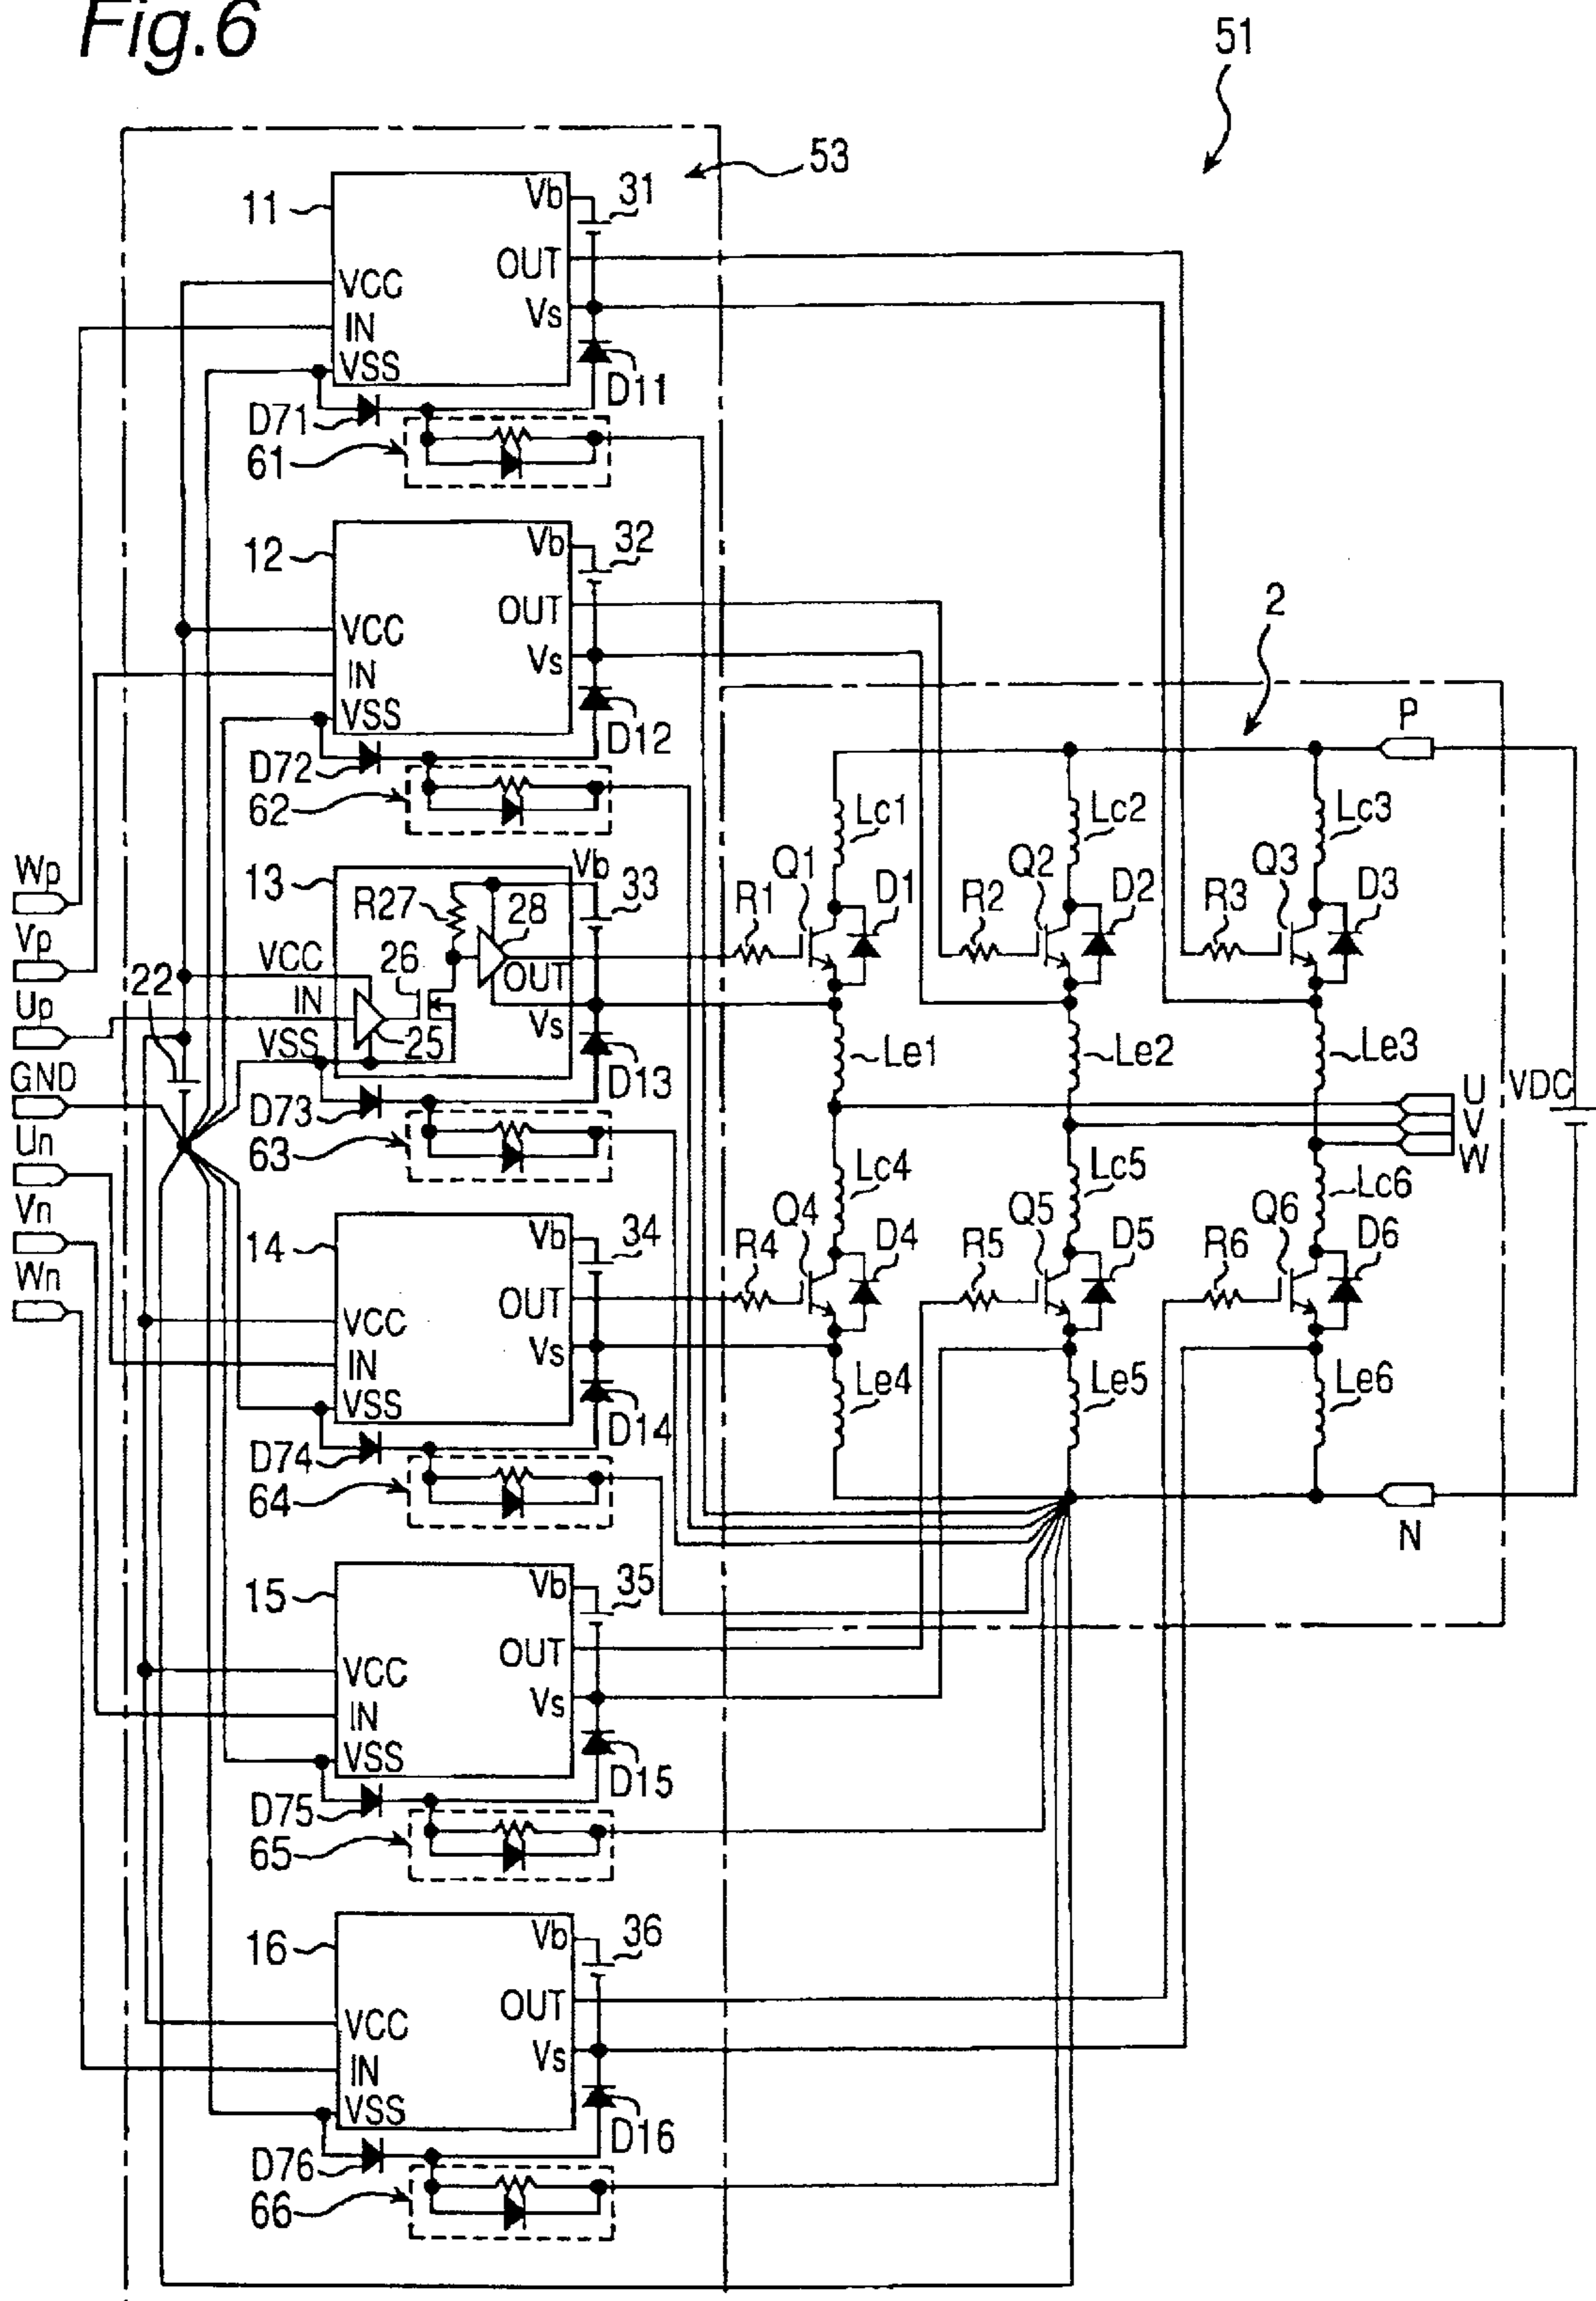 Fig.6
51
53
11
Vb
31
OUT
VCC
Vs
IN
VSS
D11
D71
61
12
Vb
32
OUT
VCC
Vs
IN
VSS
D12
D72
62
2
P
Lc1
Lc2
Lc3
Wp
13
Vb
33
R27
28
R1
Q1
D1
R2
Q2
D2
R3
Q3
D3
Vp
VCC
26
OUT
22
IN
Up
Vs
VSS
25
Le1
Le2
Le3
GND
D13
D73
U
VDC
V
W
Un
63
Lc4
Lc5
Lc6
Vn
14
Vb
34
R4
Q4
D4
R5
Q5
D5
R6
Q6
D6
Wn
OUT
VCC
Vs
IN
VSS
Le4
Le5
Le6
D14
D74
64
N
15
Vb
35
OUT
VCC
Vs
IN
VSS
D15
D75
65
16
Vb
36
OUT
VCC
Vs
IN
VSS
D16
D76
66